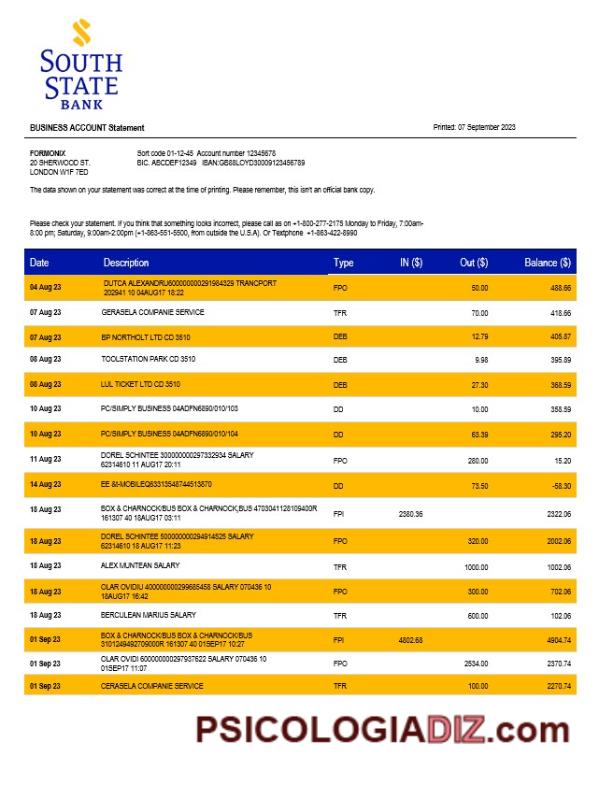 SOUTH
STATE
BANK
BUSINESS ACCOUNT Statement
Printed: 07 September 2023
FORMONIX
Sort code 01-12-45 Account number 12345678
20 SHERWOOD ST.
BIC. ABCDEF12349 IBAN:GB88LOYD30009123456789
LONDON W1F 7ED
The data shown on your statement was correct at the time of printing. Please remember, this isn't an official bank copy.
Please check your statement. If you think that something looks incorrect, please call as on +1-800-277-2175 Monday to Friday, 7:00am-
8:00 pm; Saturday, 9:00am-2:00pm (+1-863-551-5500, from outside the U.S.A). Or Textphone +1-863-422-8990
Date Description Type IN ($) Out ($) Balance ($)
04 Aug 23 DUTCA ALEXANDRU600000000291984329 TRANCPORT
202941 10 04AUG17 18:22 FPO 50.00 488.66
07 Aug 23 GERASELA COMPANIE SERVICE TFR 70.00 418.66
07 Aug 23 BP NORTHOLT LTD CD 3510 DEB 12.79 405.87
08 Aug 23 TOOLSTATION PARK CD 3510 DEB 9.98 395.89
08 Aug 23 LUL TICKET LTD CD 3510 DEB 27.30 368.59
10 Aug 23 PC/SIMPLY BUSINESS 04ADFN6890/010/103 DD 10.00 358.59
10 Aug 23 PC/SIMPLY BUSINESS 04ADFN6890/010/104 DD 63.39 295.20
11 Aug 23 DOREL SCHINTEE 300000000297332934 SALARY
62314610 11 AUG17 20:11 FPO 280.00 15.20
14 Aug 23 EE &t-MOBILEQ63313548744513870 DD 73.50 -58.30
18 Aug 23 BOX & CHARNOCK/BUS BOX & CHARNOCK,BUS 4703041128109400R
161307 40 18AUG17 03:11 FPI 2380.36 2322.06
18 Aug 23 DOREL SCHINTEE 500000000294914525 SALARY
62314610 18 AUG17 11:23 FPO 320.00 2002.06
18 Aug 23 ALEX MUNTEAN SALARY TFR 1000.00 1002.06
18 Aug 23 OLAR OVIDIU 400000000299685458 SALARY 070436 10
18AUG17 16:42 FPO 300.00 702.06
18 Aug 23 BERCULEAN MARIUS SALARY TFR 600.00 102.06
01 Sep 23 BOX & CHARNOCK/BUS BOX & CHARNOCK/BUS
3101249492709000R 161307 40 01SEP17 10:27 FPI 4802.68 4904.74
01 Sep 23 OLAR OVIDI 600000000297937622 SALARY 070436 10
01SEP17 11:07 FPO 2534.00 2370.74
01 Sep 23 CERASELA COMPANIE SERVICE TFR 100.00 2270.74
PSICOLOGIADIZ.com